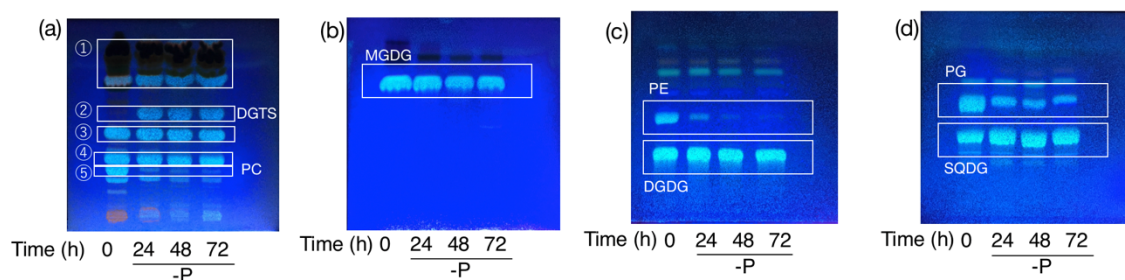 (a)
①
②
DGTS
③
④
⑤
PC
Time (h) 0 24 48 72
-P
(b)
MGDG
Time (h) 0 24 48 72
-P
(c)
PE
DGDG
Time (h) 0 24 48 72
-P
(d)
PG
SQDG
Time (h) 0 24 48 72
-P